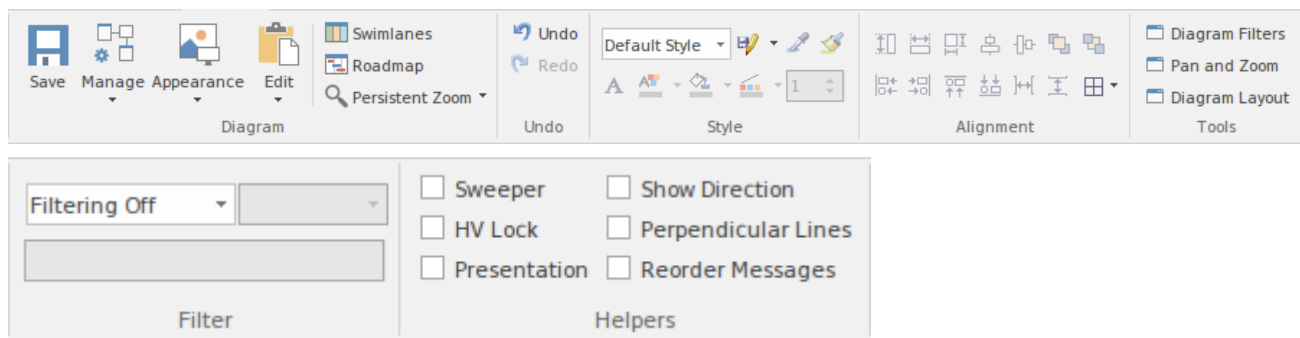 Save
Manage
Appearance
Edit
Swimlanes
Roadmap
Persistent Zoom
Diagram
Undo
Redo
Undo
Default Style
A
A
1
Style
Alignment
Diagram Filters
Pan and Zoom
Diagram Layout
Tools
Filtering Off
Filter
Sweeper
HV Lock
Presentation
Show Direction
Perpendicular Lines
Reorder Messages
Helpers